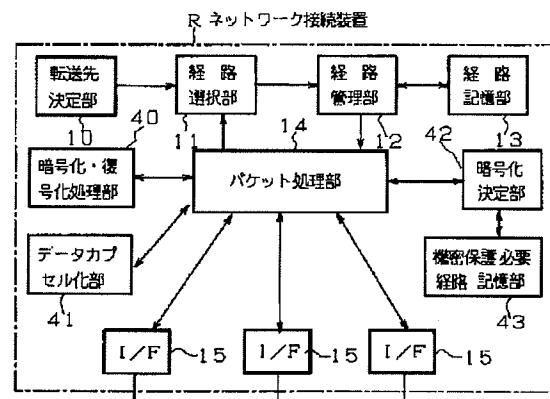 R ネットワーク接続装置
転送先
決定部
10
経 路
選択部
11
経 路
管理部
12
経 路
記憶部
13
40
暗号化・復
号化処理部
14
パケット処理部
42
暗号化
決定部
データカプ
セル化部
41
機密保護必要
経路 記憶部
43
I/F
15
I/F
15
I/F
15